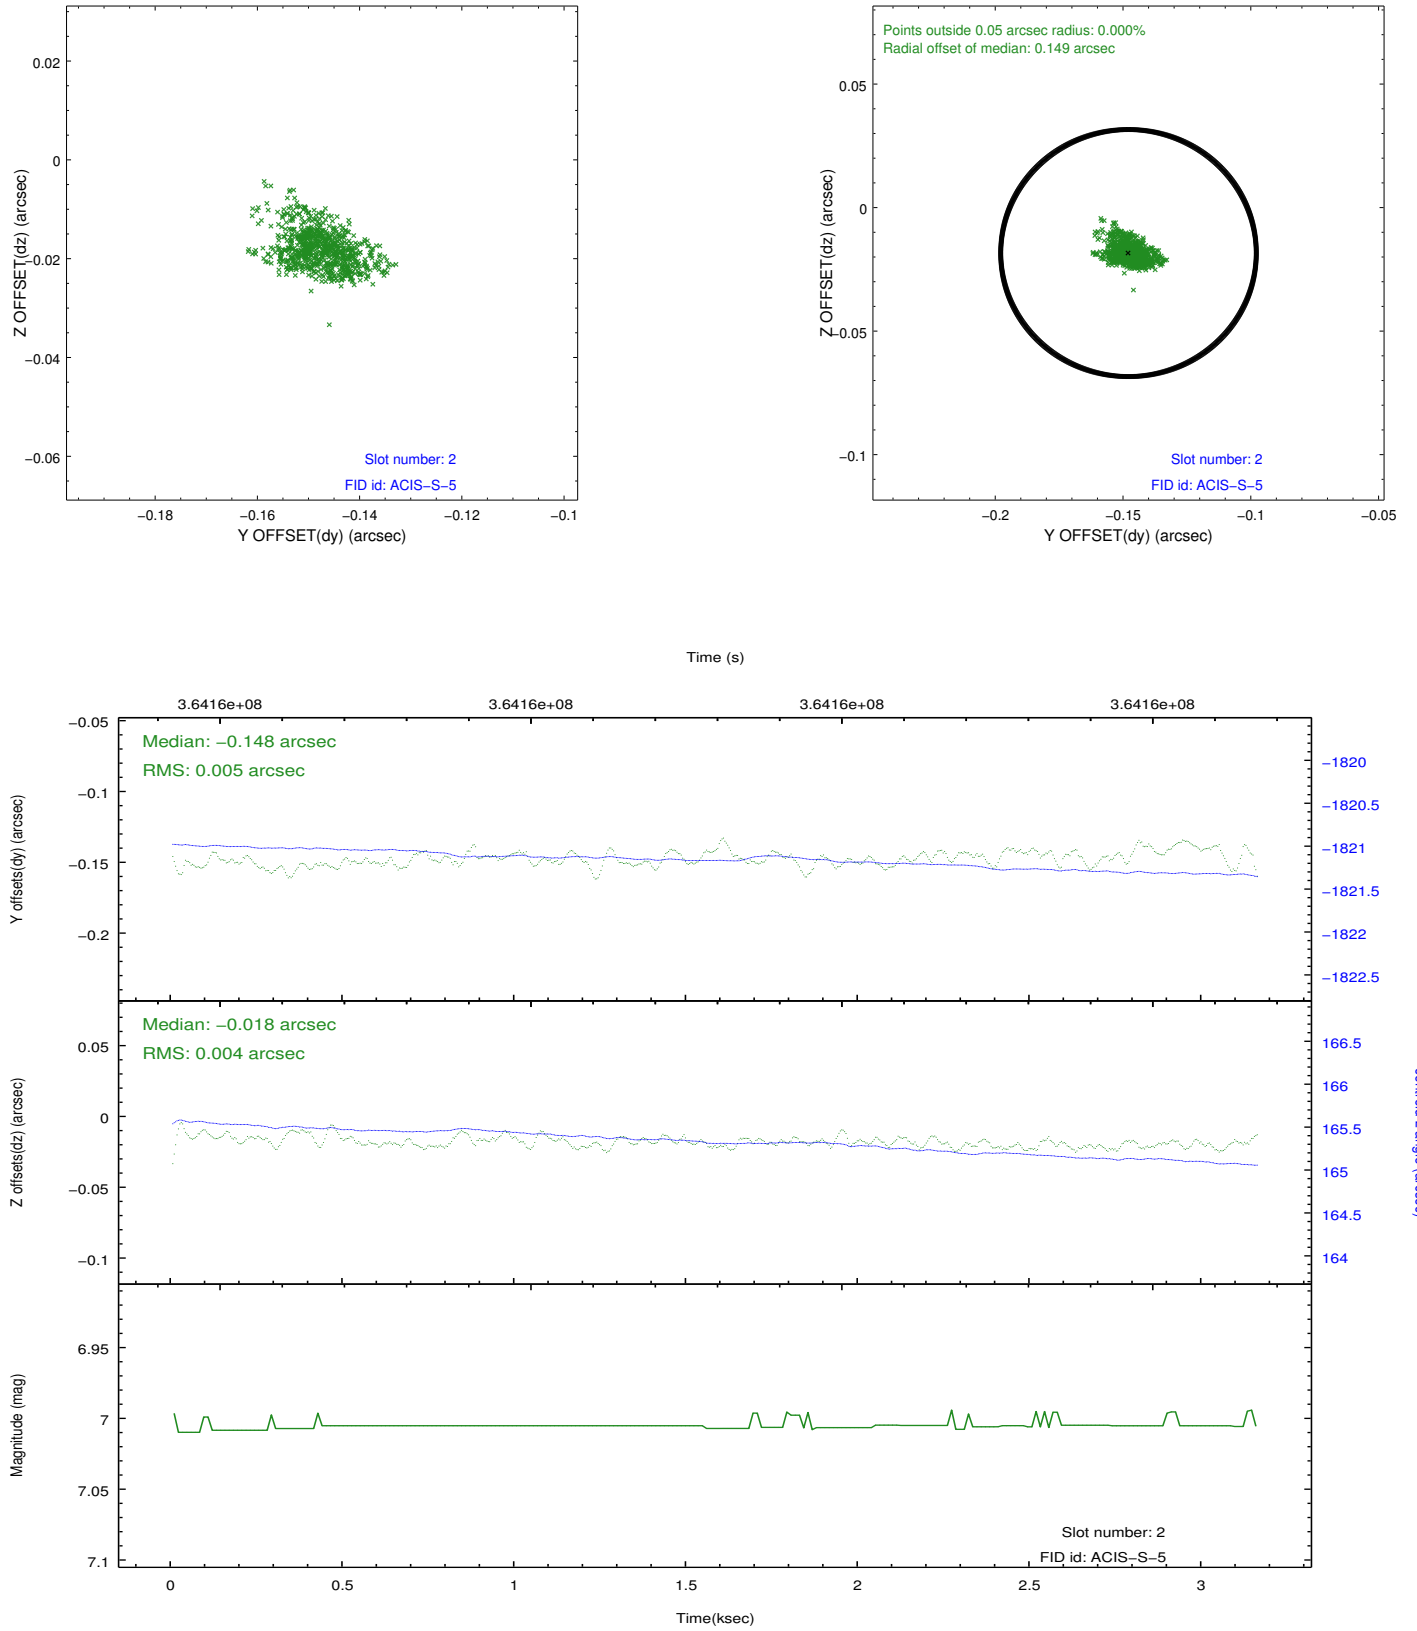 0.02
0
−0.02
−0.04
−0.06
Z OFFSET(dz) (arcsec)
Slot number: 2
FID id: ACIS−S−5
−0.18
−0.16
−0.14
−0.12
−0.1
Y OFFSET(dy) (arcsec)
Points outside 0.05 arcsec radius: 0.000%
Radial offset of median: 0.149 arcsec
0.05
0
−0.05
−0.1
Z OFFSET(dz) (arcsec)
Slot number: 2
FID id: ACIS−S−5
−0.2
−0.15
−0.1
−0.05
Y OFFSET(dy) (arcsec)
Time (s)
3.6416e+08
3.6416e+08
3.6416e+08
3.6416e+08
Median: −0.148 arcsec
RMS: 0.005 arcsec
−0.05
−0.1
−0.15
−0.2
Y offsets(dy) (arcsec)
−1820
−1820.5
−1821
−1821.5
−1822
−1822.5
Median: −0.018 arcsec
RMS: 0.004 arcsec
0.05
0
−0.05
−0.1
Z offsets(dz) (arcsec)
166.5
166
165.5
165
164.5
164
6.95
7
7.05
7.1
Magnitude (mag)
Slot number: 2
FID id: ACIS−S−5
0
0.5
1
1.5
2
2.5
3
Time(ksec)